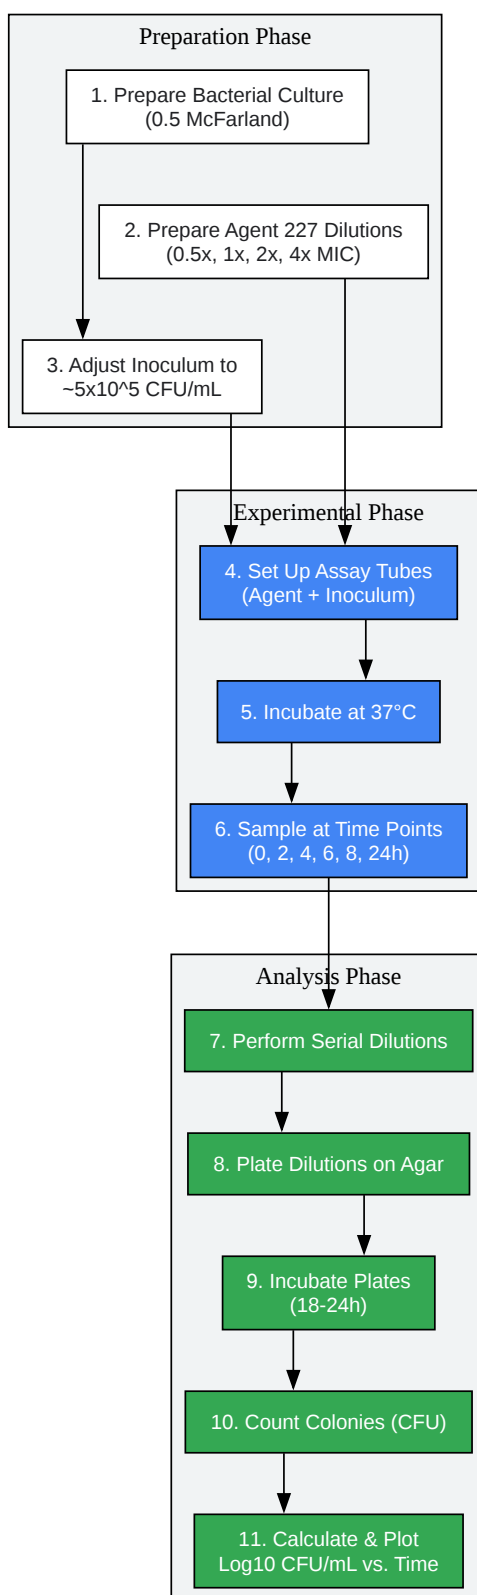 Preparation Phase
1. Prepare Bacterial Culture
(0.5 McFarland)
2. Prepare Agent 227 Dilutions
(0.5x, 1x, 2x, 4x MIC)
3. Adjust Inoculum to
~5x10^5 CFU/mL
Experimental Phase
4. Set Up Assay Tubes
(Agent + Inoculum)
5. Incubate at 37°C
6. Sample at Time Points
(0, 2, 4, 6, 8, 24h)
Analysis Phase
7. Perform Serial Dilutions
8. Plate Dilutions on Agar
9. Incubate Plates
(18-24h)
10. Count Colonies (CFU)
11. Calculate & Plot
Log10 CFU/mL vs. Time